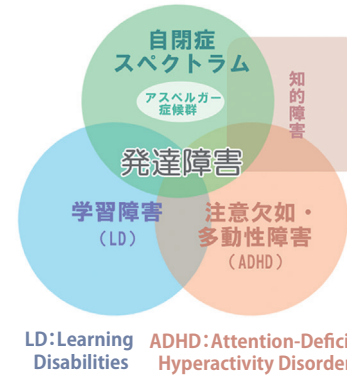 自閉症
スペクトラム
アスペルガー
症候群
知的障害
発達障害
学習障害
(LD)
注意欠如・
多動性障害
(ADHD)
LD:Learning
Disabilities
ADHD:Attention-Defici
Hyperactivity Disorder